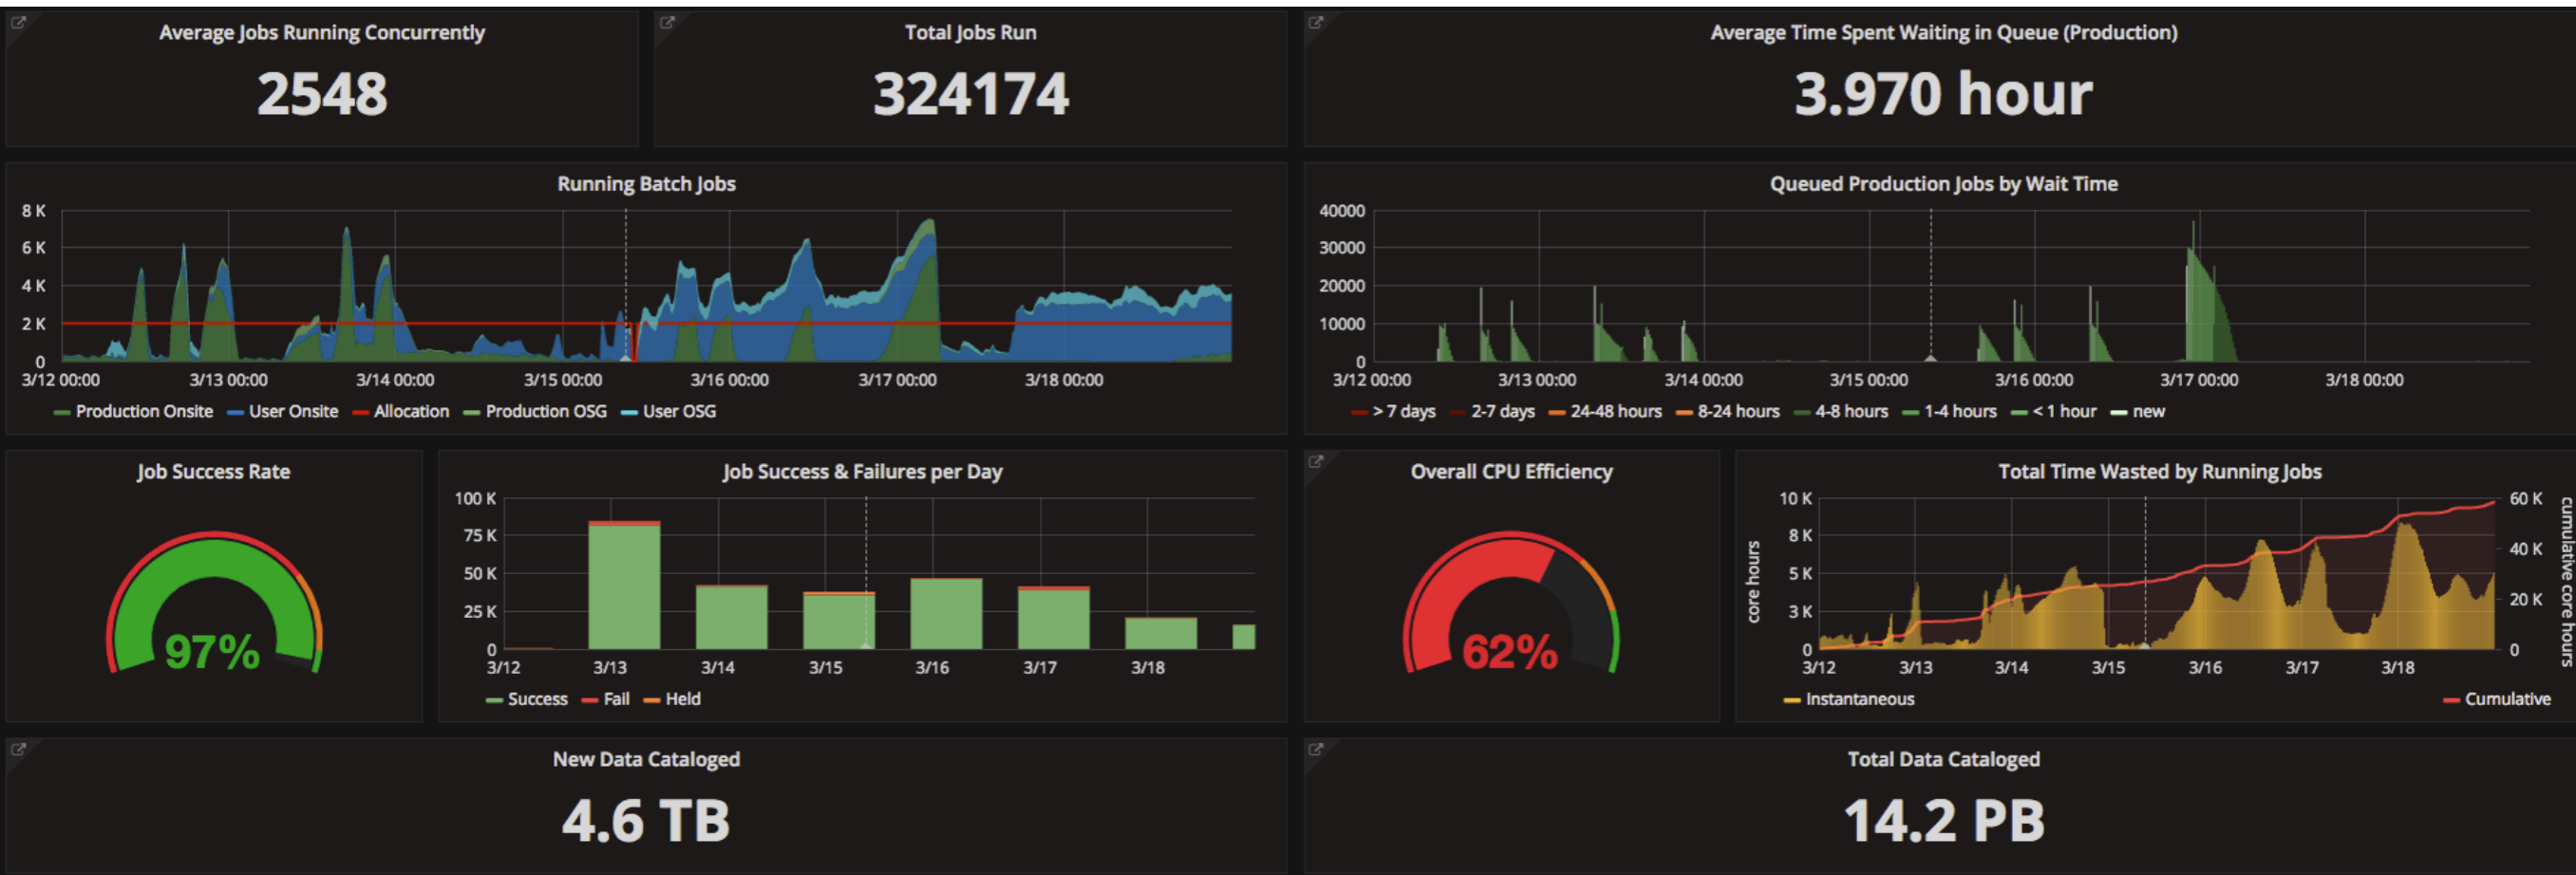 Average Jobs Running Concurrently
2548
Total Jobs Run
324174
Average Time Spent Waiting in Queue (Production)
3.970 hour
Running Batch Jobs
8 K
6 K
4 K
2 K
0
3/12 00:00 3/13 00:00 3/14 00:00 3/15 00:00 3/16 00:00 3/17 00:00 3/18 00:00
Production Onsite User Onsite Allocation Production OSG User OSG
Queued Production Jobs by Wait Time
40000
30000
20000
10000
0
3/12 00:00 3/13 00:00 3/14 00:00 3/15 00:00 3/16 00:00 3/17 00:00 3/18 00:00
> 7 days 2-7 days 24-48 hours 8-24 hours 4-8 hours 1-4 hours < 1 hour new
Job Success Rate
97%
Job Success & Failures per Day
100 K
75 K
50 K
25 K
0
3/12 3/13 3/14 3/15 3/16 3/17 3/18
Success Fail Held
Overall CPU Efficiency
62%
Total Time Wasted by Running Jobs
core hours
10 K
8 K
5 K
3 K
0
60 K
40 K
20 K
0
cumulative core hours
3/12 3/13 3/14 3/15 3/16 3/17 3/18
Instantaneous Cumulative
New Data Cataloged
4.6 TB
Total Data Cataloged
14.2 PB